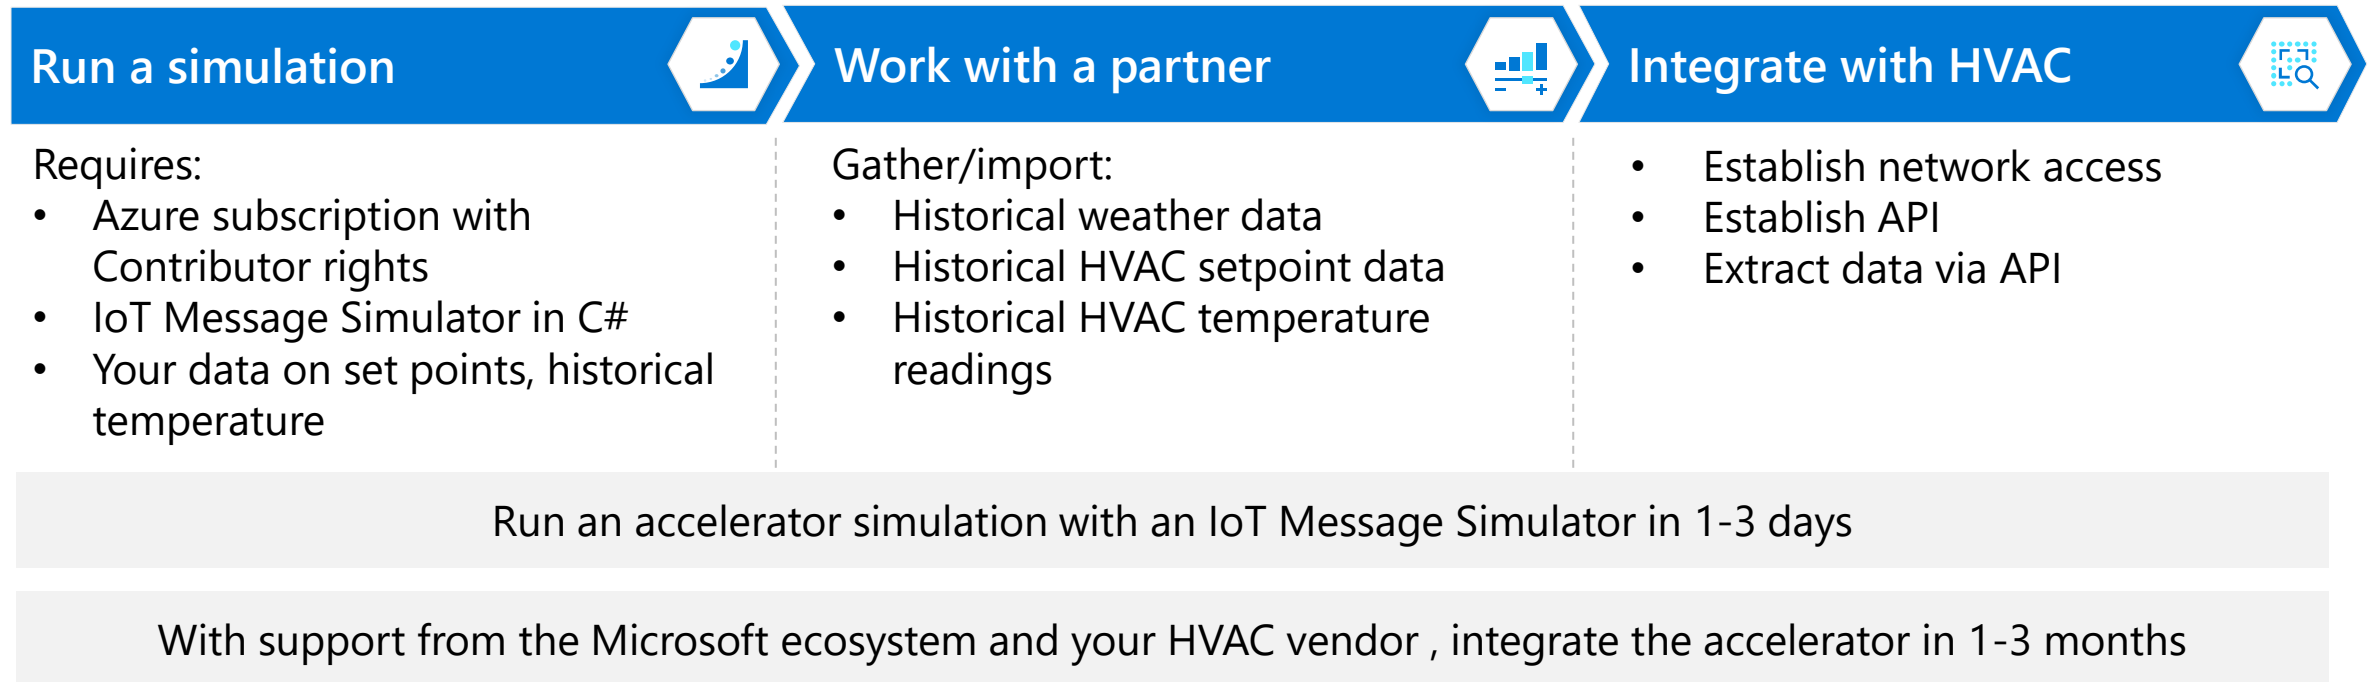 Run a simulation
Work with a partner
Integrate with HVAC
Requires:
• Azure subscription with
Contributor rights
• IoT Message Simulator in C#
• Your data on set points, historical
temperature
Gather/import:
• Historical weather data
• Historical HVAC setpoint data
• Historical HVAC temperature
readings
• Establish network access
• Establish API
• Extract data via API
Run an accelerator simulation with an IoT Message Simulator in 1-3 days
With support from the Microsoft ecosystem and your HVAC vendor , integrate the accelerator in 1-3 months